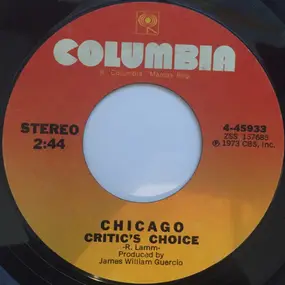 COLUMBIA
® "Columbia," Marcas Reg.
STEREO
2:44
4-45933
ZSS 157685
℗ 1973 CBS, Inc.
CHICAGO
CRITIC'S CHOICE
-R. Lamm-
Produced by
James William Guercio